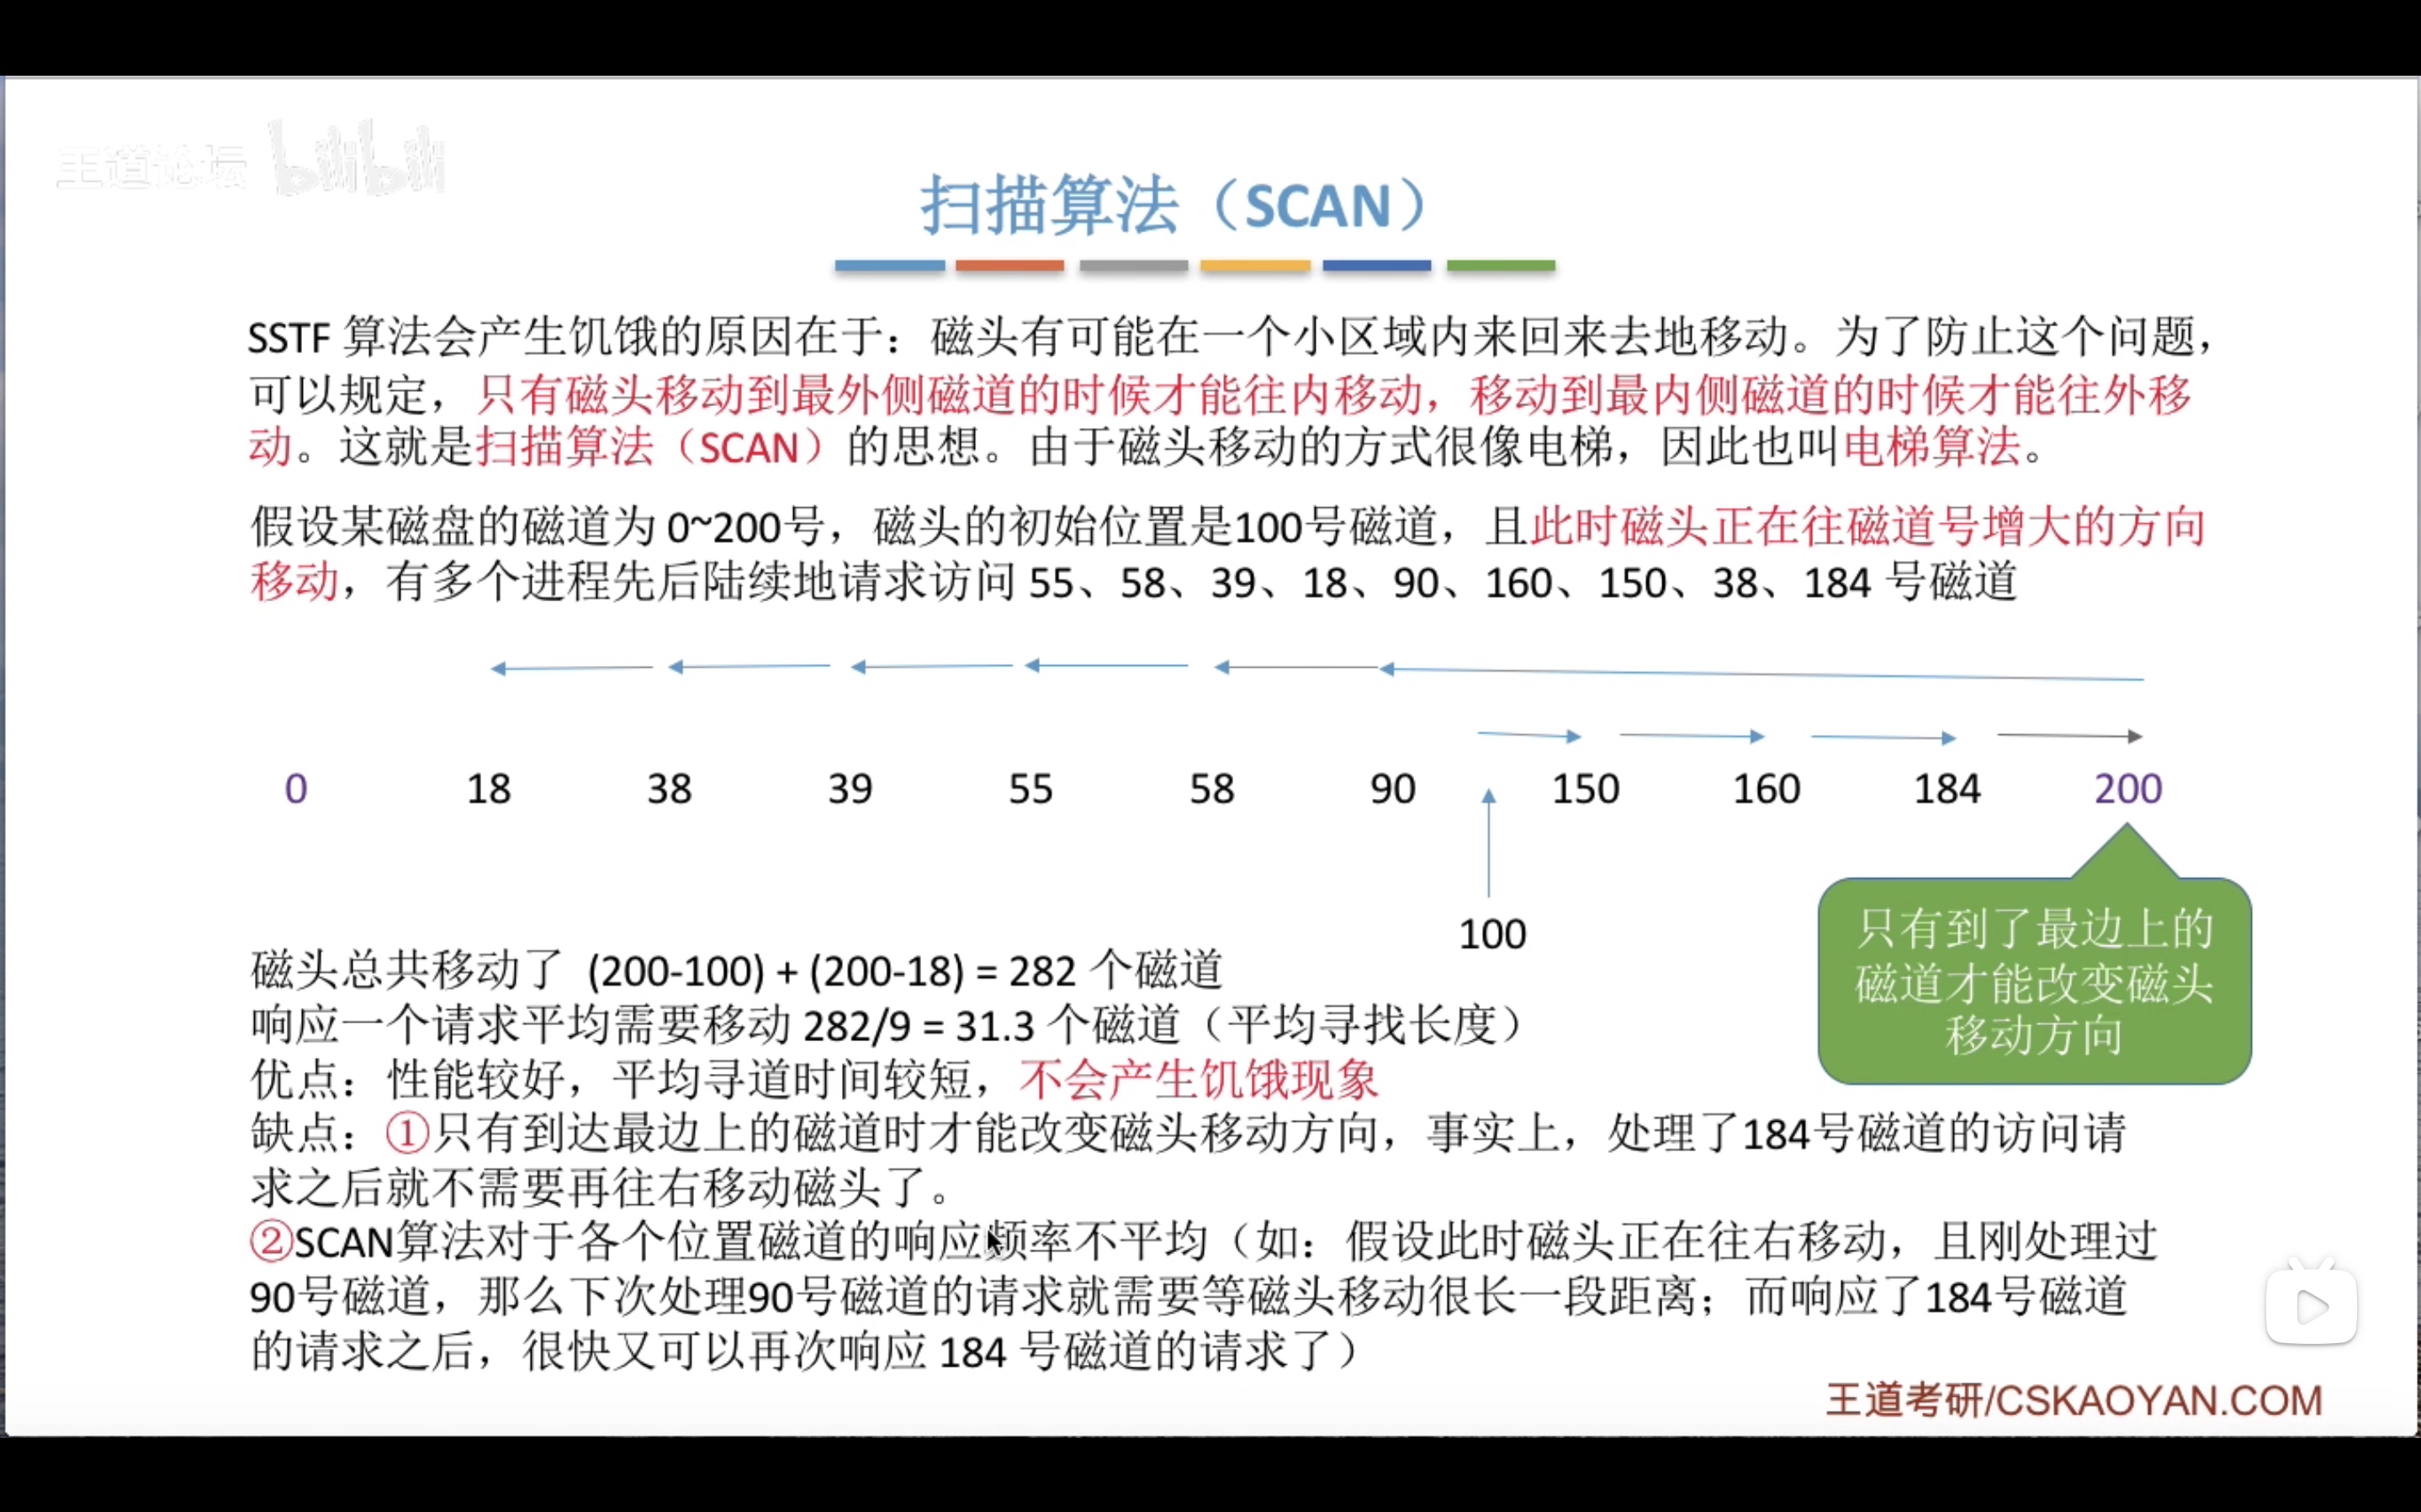 王道论坛 bilibili
扫描算法（SCAN）
SSTF 算法会产生饥饿的原因在于：磁头有可能在一个小区域内来回来去地移动。为了防止这个问题，
可以规定，只有磁头移动到最外侧磁道的时候才能往内移动，移动到最内侧磁道的时候才能往外移
动。这就是扫描算法（SCAN）的思想。由于磁头移动的方式很像电梯，因此也叫电梯算法。
假设某磁盘的磁道为 0~200号，磁头的初始位置是100号磁道，且此时磁头正在往磁道号增大的方向
移动，有多个进程先后陆续地请求访问 55、58、39、18、90、160、150、38、184 号磁道
0 18 38 39 55 58 90 150 160 184 200
100
只有到了最边上的
磁道才能改变磁头
移动方向
磁头总共移动了 (200-100) + (200-18) = 282 个磁道
响应一个请求平均需要移动 282/9 = 31.3 个磁道（平均寻找长度）
优点：性能较好，平均寻道时间较短，不会产生饥饿现象
缺点：①只有到达最边上的磁道时才能改变磁头移动方向，事实上，处理了184号磁道的访问请
求之后就不需要再往右移动磁头了。
②SCAN算法对于各个位置磁道的响应频率不平均（如：假设此时磁头正在往右移动，且刚处理过
90号磁道，那么下次处理90号磁道的请求就需要等磁头移动很长一段距离；而响应了184号磁道
的请求之后，很快又可以再次响应 184 号磁道的请求了）
王道考研/CSKAOYAN.COM